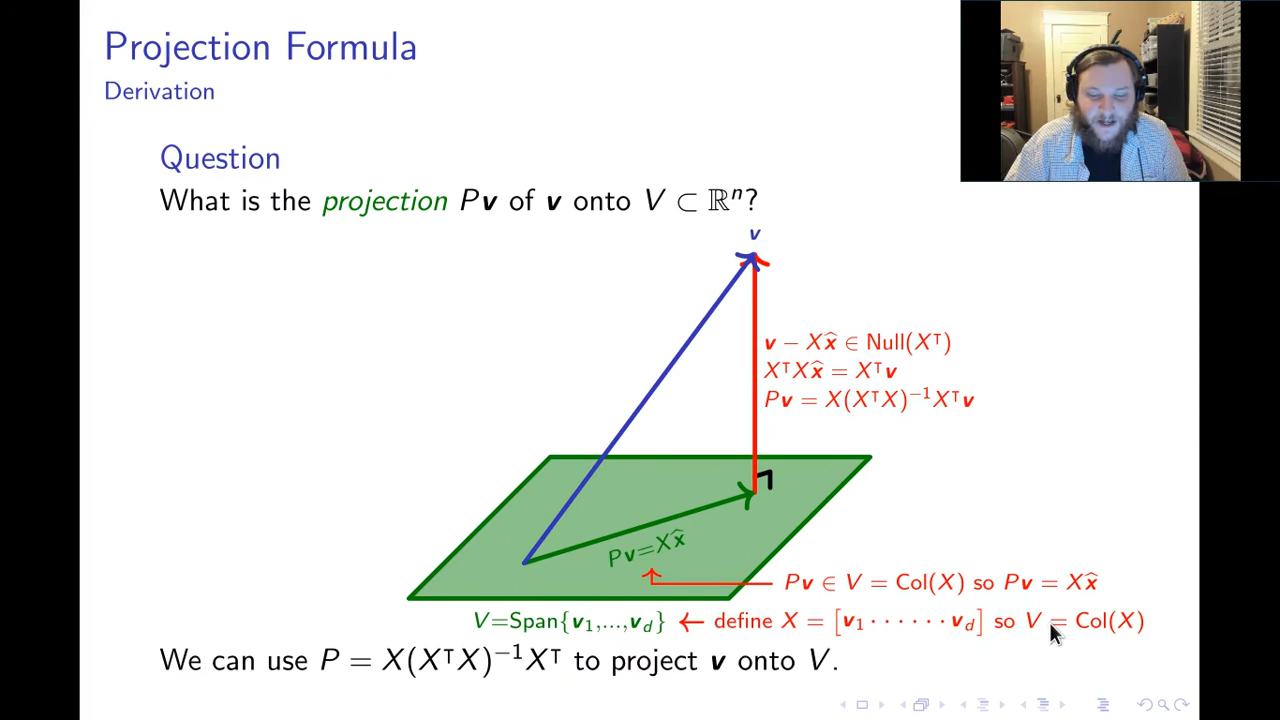 Projection Formula
Derivation
Question
What is the projection Pv of v onto V ⊂ ℝⁿ?
v
v − Xx̂ ∈ Null(Xᵀ)
XᵀXx̂ = Xᵀv
Pv = X(XᵀX)⁻¹Xᵀv
Pv=Xx̂
Pv ∈ V = Col(X) so Pv = Xx̂
V=Span{v₁,...,v_d} ← define X = [v₁ · · · · · · v_d] so V = Col(X)
We can use P = X(XᵀX)⁻¹Xᵀ to project v onto V.